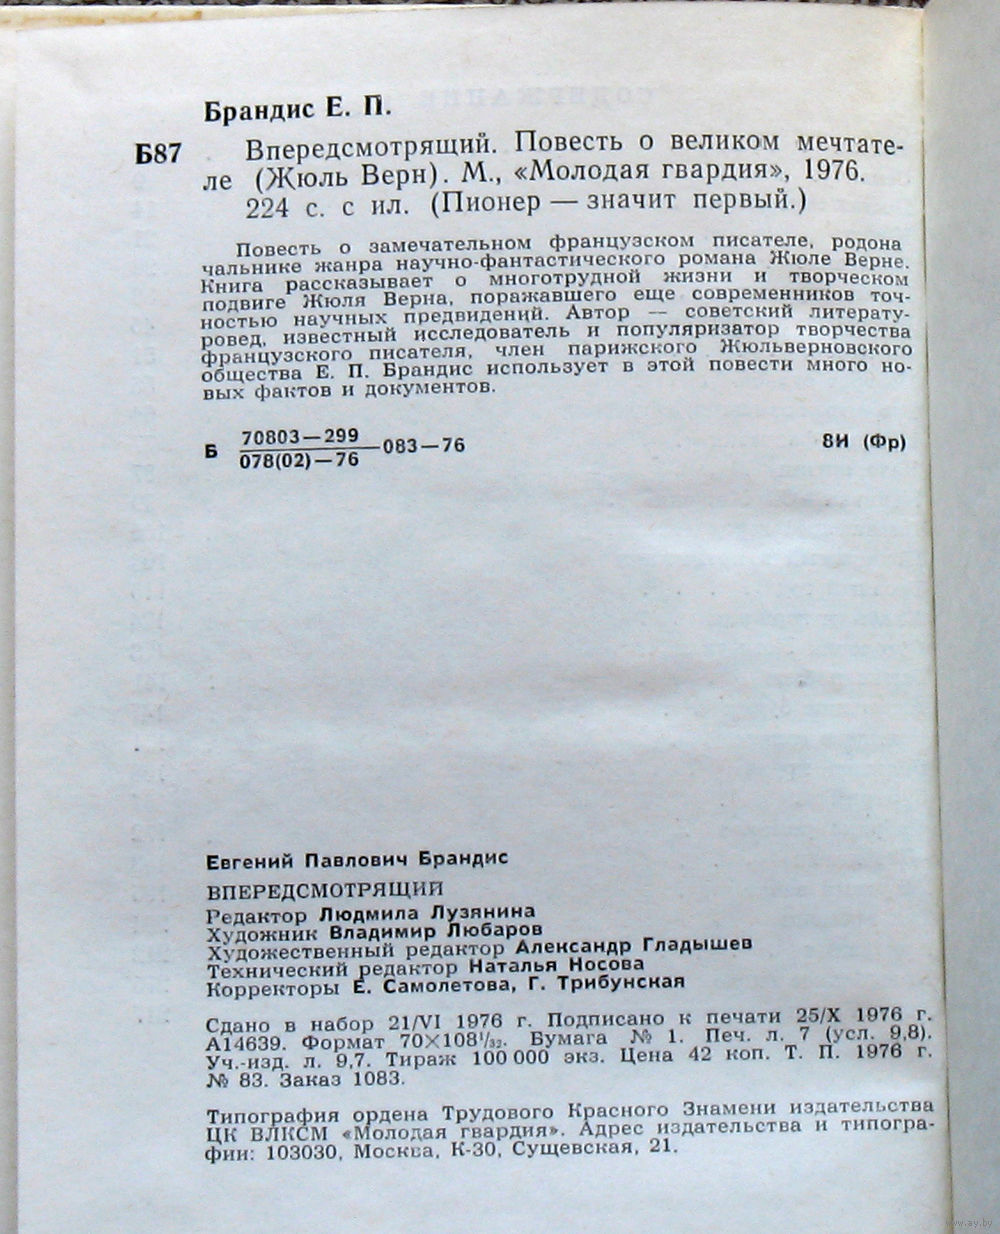 Брандис Е. П.
Б87 Впередсмотрящий. Повесть о великом мечтате-
ле (Жюль Верн). М., «Молодая гвардия», 1976.
224 с. с ил. (Пионер — значит первый.)
Повесть о замечательном французском писателе, родона
чальнике жанра научно-фантастического романа Жюле Верне.
Книга рассказывает о многотрудной жизни и творческом
подвиге Жюля Верна, поражавшего еще современников точ-
ностью научных предвидений. Автор — советский литерату-
ровед, известный исследователь и популяризатор творчества
французского писателя, член парижского Жюльверновского
общества Е. П. Брандис использует в этой повести много но-
вых фактов и документов.
Б 70803—299
078(02)—76 —083—76 8И (Фр)
Евгений Павлович Брандис
ВПЕРЕДСМОТРЯЩИЙ
Редактор Людмила Лузянина
Художник Владимир Любаров
Художественный редактор Александр Гладышев
Технический редактор Наталья Носова
Корректоры Е. Самолетова, Г. Трибунская
Сдано в набор 21/VI 1976 г. Подписано к печати 25/X 1976 г.
А14639. Формат 70×108¹/₃₂. Бумага № 1. Печ. л. 7 (усл. 9,8).
Уч.-изд. л. 9,7. Тираж 100 000 экз. Цена 42 коп. Т. П. 1976 г.
№ 83. Заказ 1083.
Типография ордена Трудового Красного Знамени издательства
ЦК ВЛКСМ «Молодая гвардия». Адрес издательства и типогра-
фии: 103030, Москва, К-30, Сущевская, 21.
www.ay.by